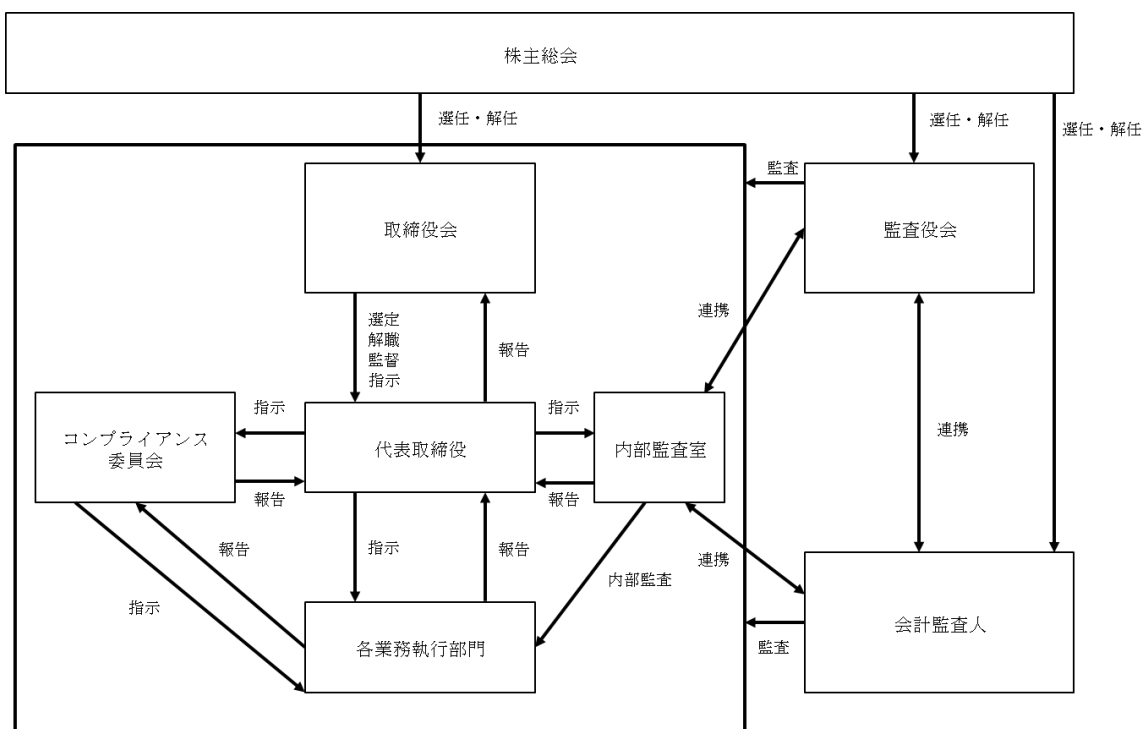 株主総会
選任・解任
選任・解任
選任・解任
監査
取締役会
監査役会
選定
解職
監督
指示
報告
連携
指示
指示
コンプライアンス
委員会
代表取締役
内部監査室
連携
報告
報告
報告
指示
報告
連携
内部監査
指示
各業務執行部門
会計監査人
監査